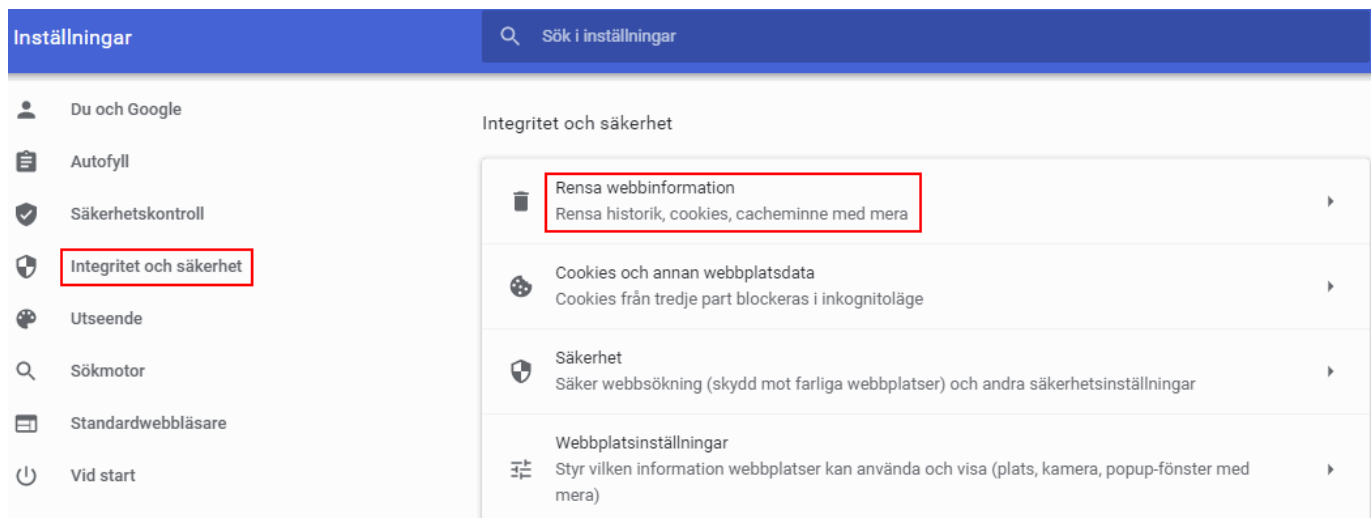 Inställningar
Sök i inställningar
Du och Google
Autofyll
Säkerhetskontroll
Integritet och säkerhet
Utseende
Sökmotor
Standardwebbläsare
Vid start
Integritet och säkerhet
Rensa webbinformation
Rensa historik, cookies, cacheminne med mera
Cookies och annan webbplatsdata
Cookies från tredje part blockeras i inkognitoläge
Säkerhet
Säker webbsökning (skydd mot farliga webbplatser) och andra säkerhetsinställningar
Webbplatsinställningar
Styr vilken information webbplatser kan använda och visa (plats, kamera, popup-fönster med
mera)